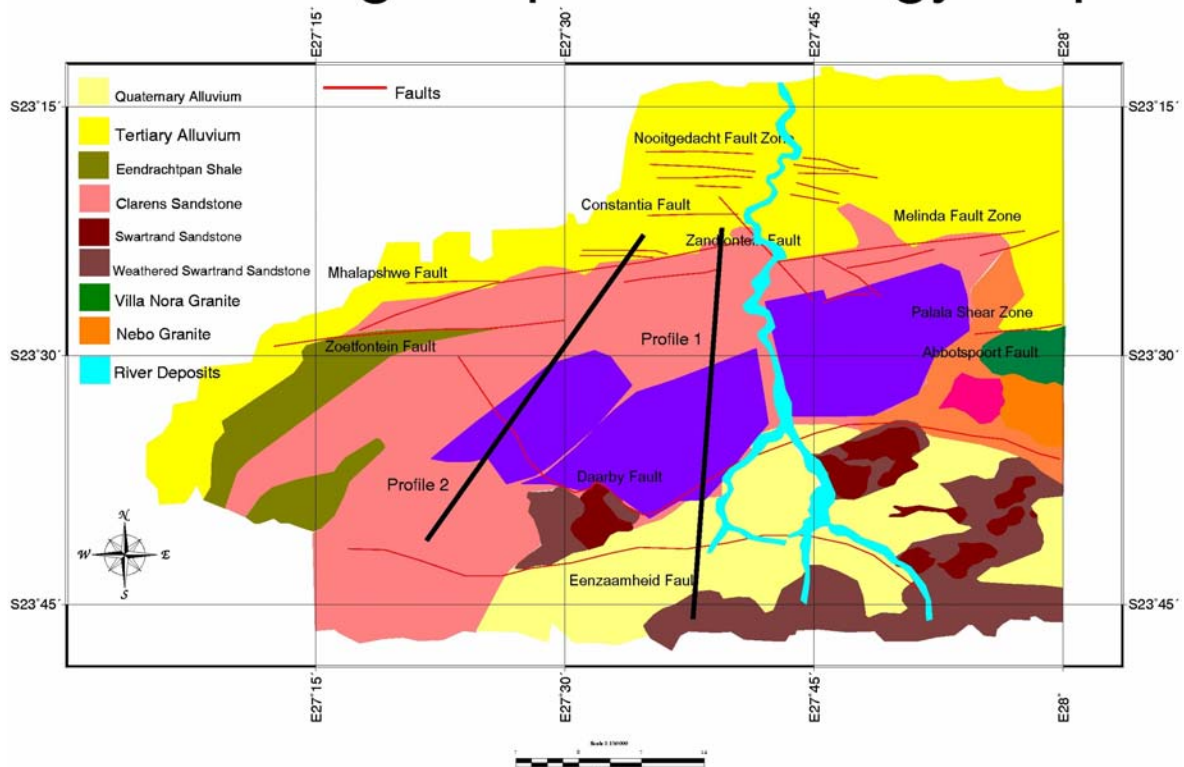 E27°15´
E27°30´
E27°45´
E28°
S23°15´
S23°15´
S23°30´
S23°30´
S23°45´
S23°45´
Quaternary Alluvium
Tertiary Alluvium
Eendrachtpan Shale
Clarens Sandstone
Swartrand Sandstone
Weathered Swartrand Sandstone
Villa Nora Granite
Nebo Granite
River Deposits
Faults
Nooitgedacht Fault Zone
Constantia Fault
Melinda Fault Zone
Zandfontein Fault
Mhalapshwe Fault
Palala Shear Zone
Zoetfontein Fault
Profile 1
Abbotspoort Fault
Profile 2
Daarby Fault
Eenzaamheid Faul
N
W
E
S
E27°15´
E27°30´
E27°45´
E28°